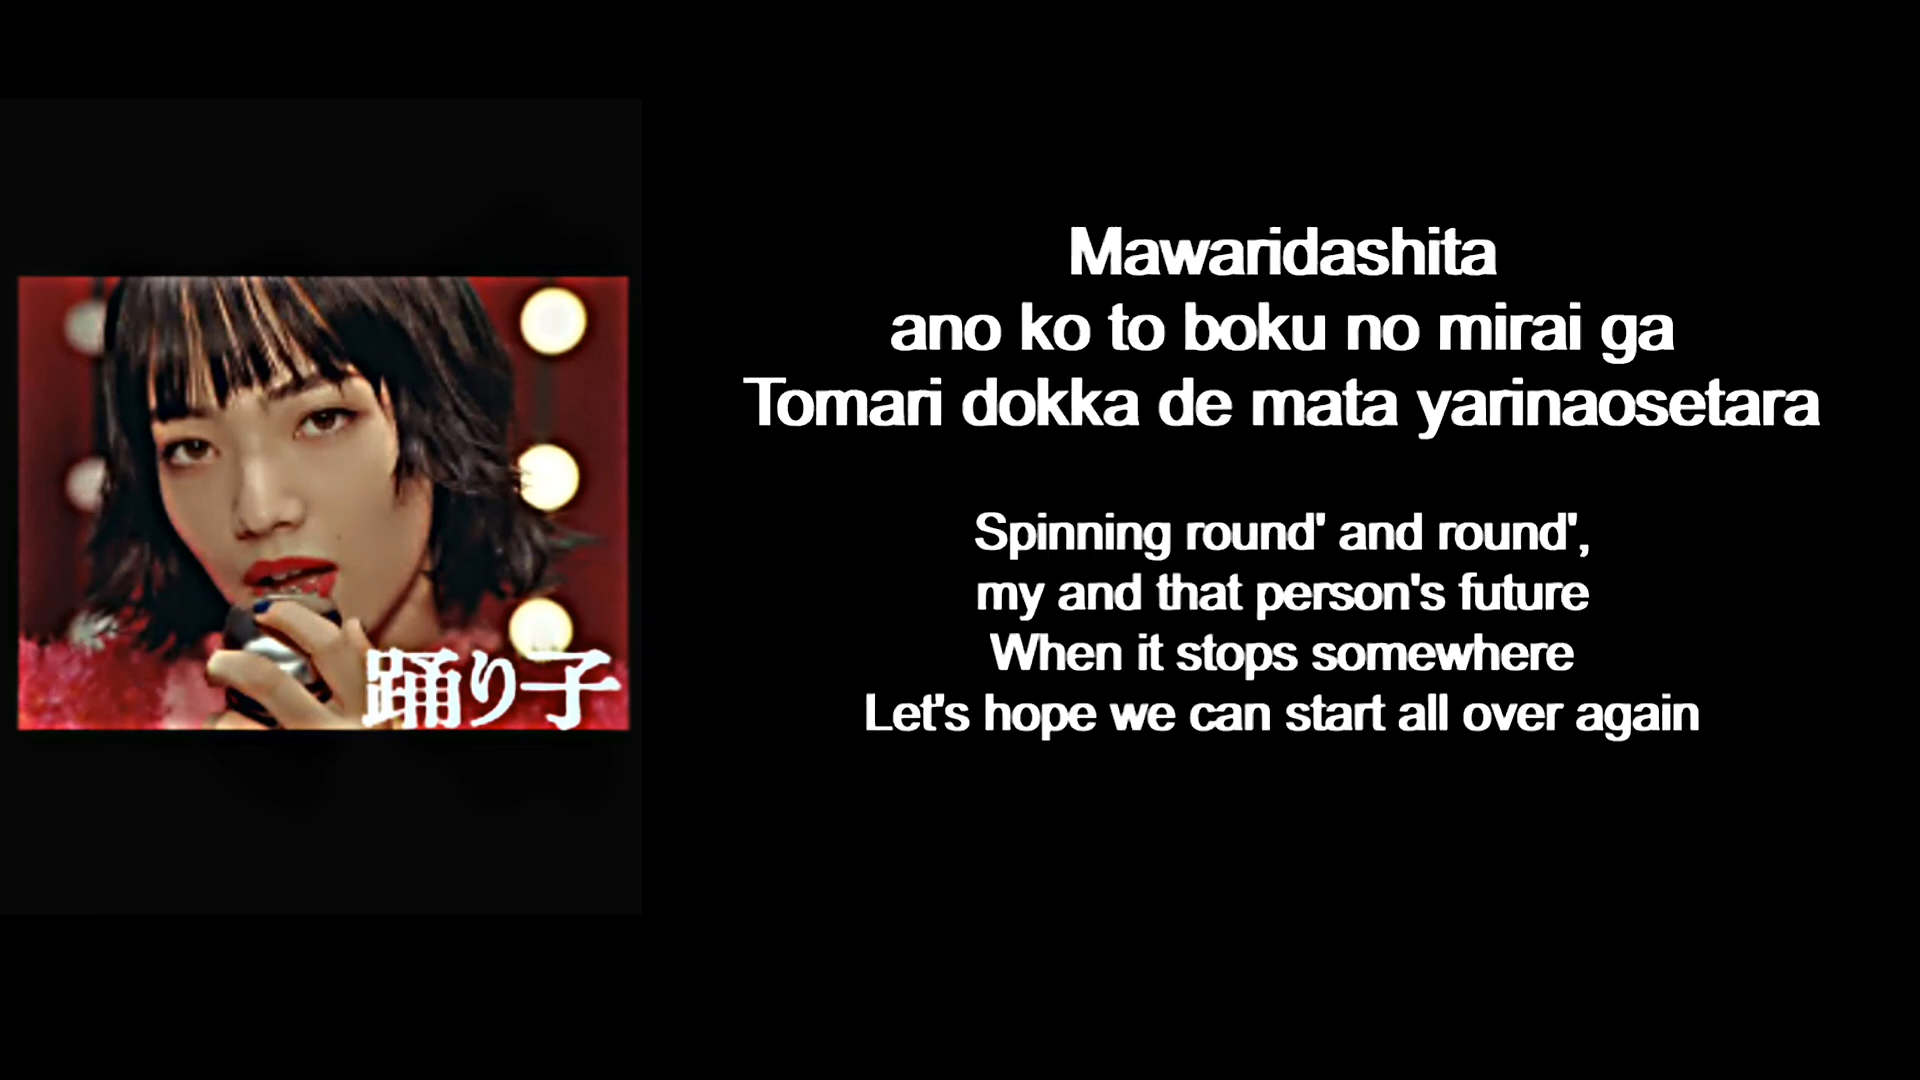 踊り子
Mawaridashita
ano ko to boku no mirai ga
Tomari dokka de mata yarinaosetara
Spinning round' and round',
my and that person's future
When it stops somewhere
Let's hope we can start all over again